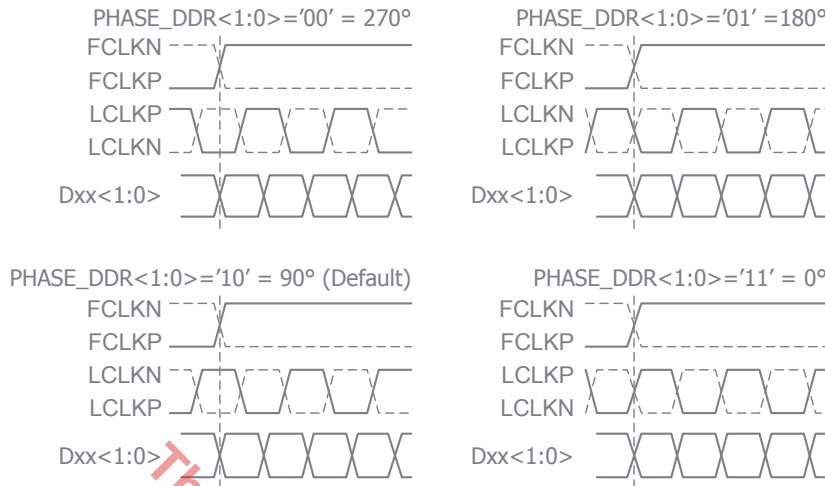 PHASE_DDR<1:0>='00' = 270°
FCLKN
FCLKP
LCLKP
LCLKN
Dxx<1:0>
PHASE_DDR<1:0>='01' =180°
FCLKN
FCLKP
LCLKN
LCLKP
Dxx<1:0>
PHASE_DDR<1:0>='10' = 90° (Default)
FCLKN
FCLKP
LCLKN
LCLKP
Dxx<1:0>
PHASE_DDR<1:0>='11' = 0°
FCLKN
FCLKP
LCLKP
LCLKN
Dxx<1:0>
Th